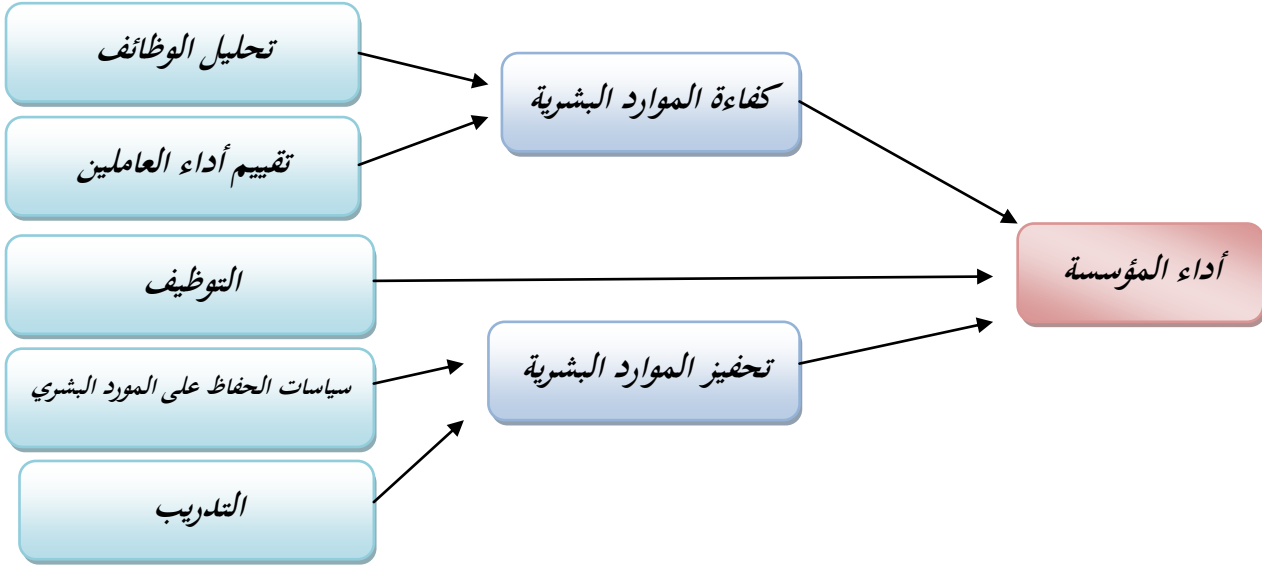 تحليل الوظائف
تقييم أداء العاملين
التوظيف
سياسات الحفاظ على المورد البشري
التدريب
كفاءة الموارد البشرية
تحفيز الموارد البشرية
أداء المؤسسة